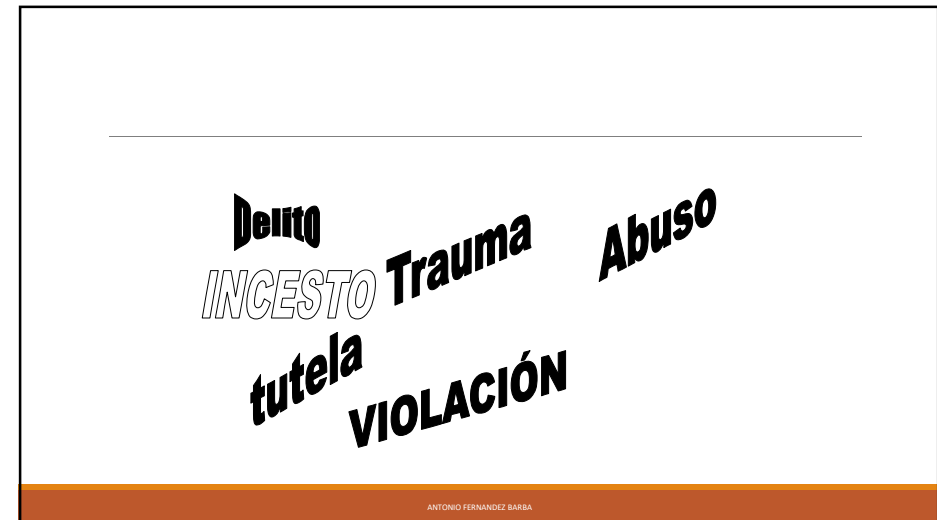 Delito
Trauma
Abuso
INCESTO
tutela
VIOLACIÓN
ANTONIO FERNANDEZ BARBA